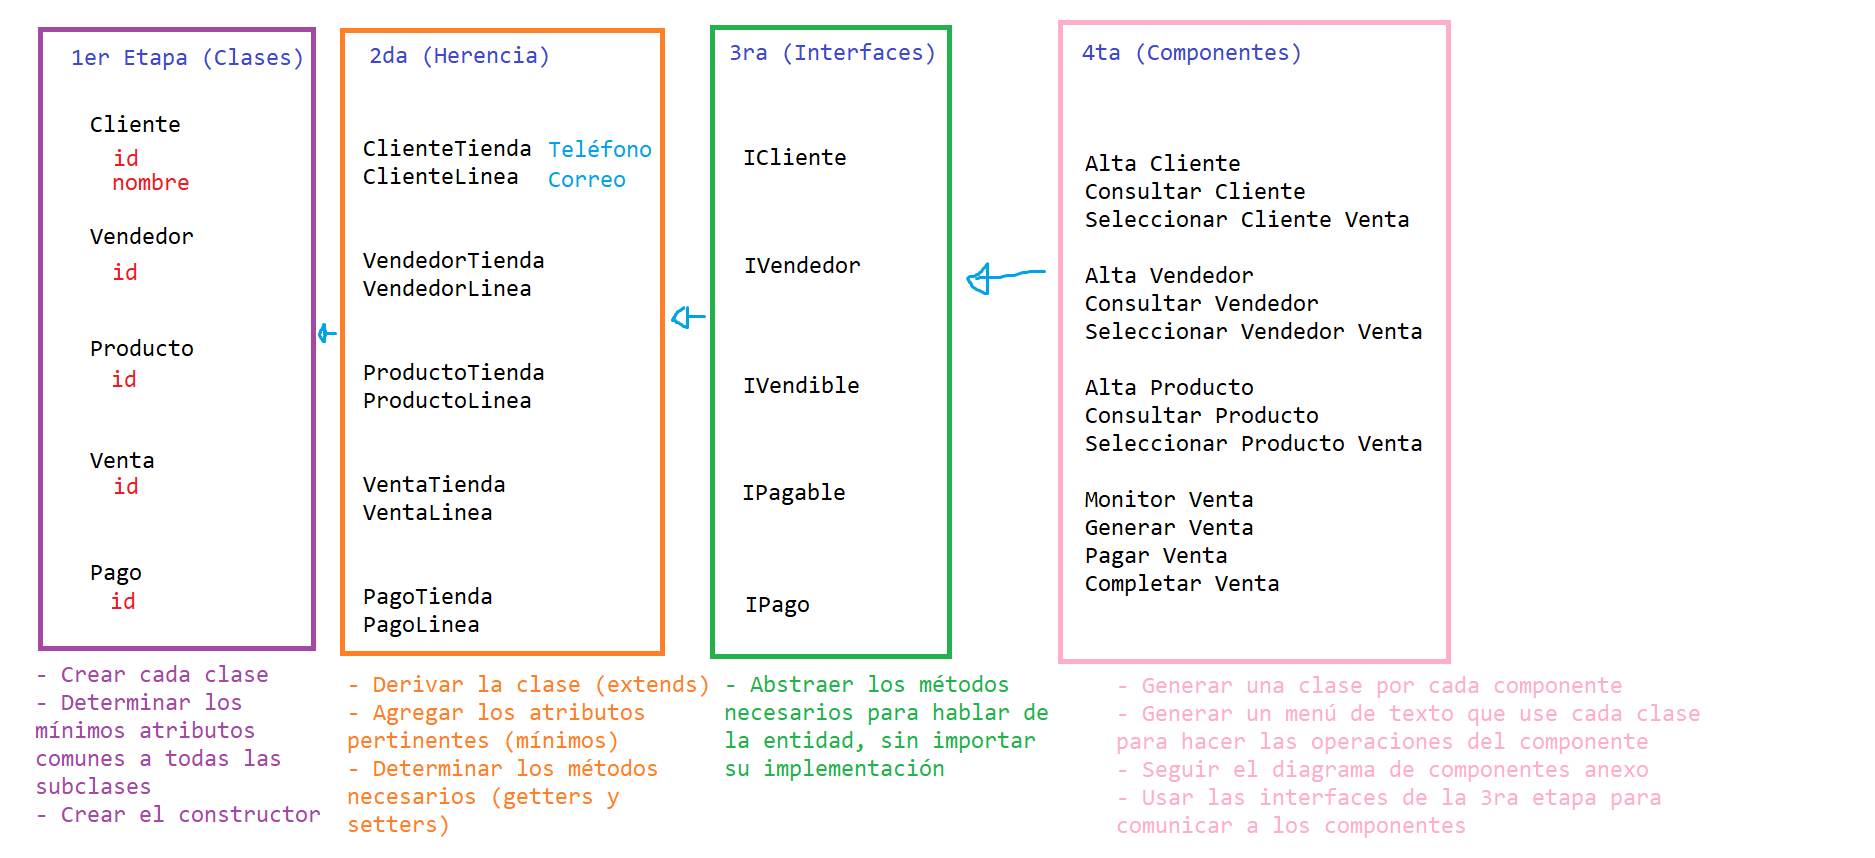 1er Etapa (Clases)
Cliente
id
nombre
Vendedor
id
Producto
id
Venta
id
Pago
id
- Crear cada clase
- Determinar los
mínimos atributos
comunes a todas las
subclases
- Crear el constructor
2da (Herencia)
ClienteTienda Teléfono
ClienteLinea Correo
VendedorTienda
VendedorLinea
ProductoTienda
ProductoLinea
VentaTienda
VentaLinea
PagoTienda
PagoLinea
- Derivar la clase (extends)
- Agregar los atributos
pertinentes (mínimos)
- Determinar los métodos
necesarios (getters y
setters)
3ra (Interfaces)
ICliente
IVendedor
IVendible
IPagable
IPago
- Abstraer los métodos
necesarios para hablar de
la entidad, sin importar
su implementación
4ta (Componentes)
Alta Cliente
Consultar Cliente
Seleccionar Cliente Venta
Alta Vendedor
Consultar Vendedor
Seleccionar Vendedor Venta
Alta Producto
Consultar Producto
Seleccionar Producto Venta
Monitor Venta
Generar Venta
Pagar Venta
Completar Venta
- Generar una clase por cada componente
- Generar un menú de texto que use cada clase
para hacer las operaciones del componente
- Seguir el diagrama de componentes anexo
- Usar las interfaces de la 3ra etapa para
comunicar a los componentes